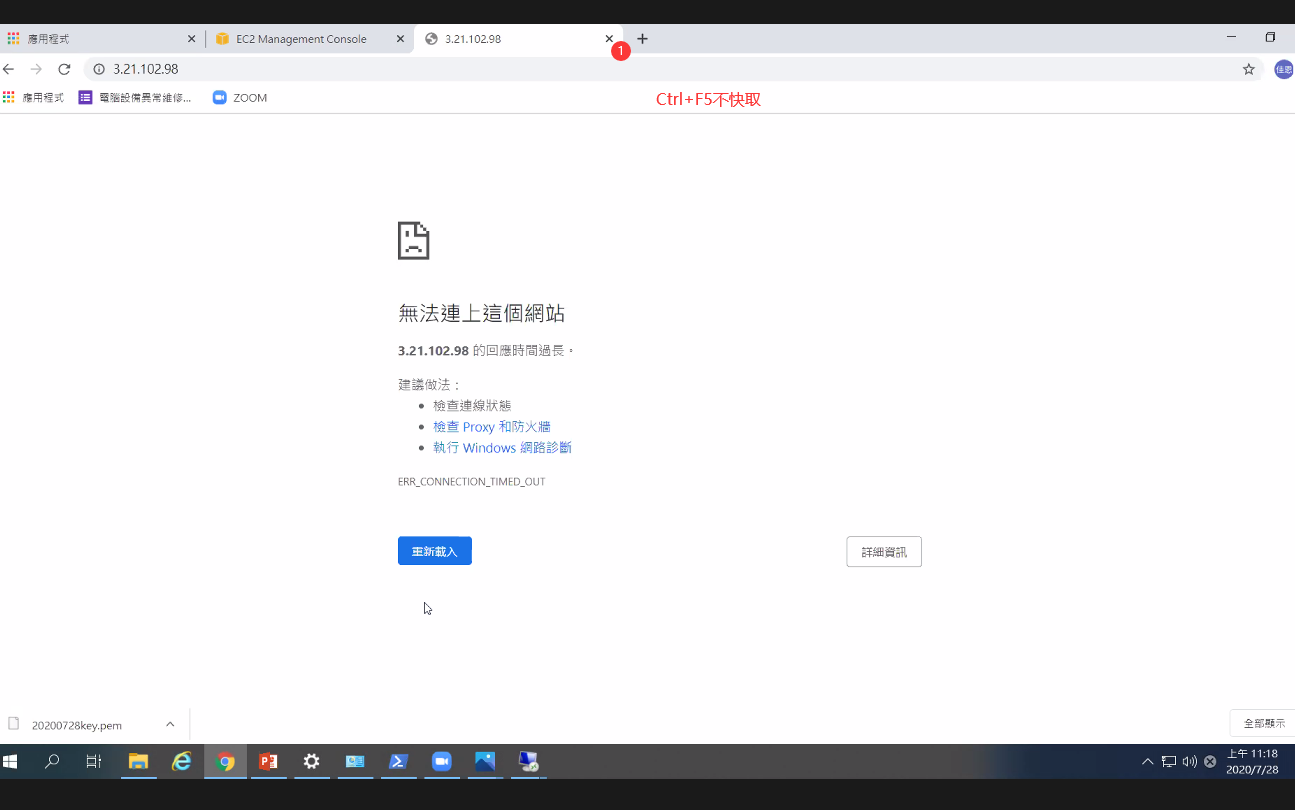 應用程式
EC2 Management Console
3.21.102.98
1
3.21.102.98
佳恩
應用程式
電腦設備異常維修...
ZOOM
Ctrl+F5不快取
無法連上這個網站
3.21.102.98 的回應時間過長。
建議做法：
檢查連線狀態
檢查 Proxy 和防火牆
執行 Windows 網路診斷
ERR_CONNECTION_TIMED_OUT
重新載入
詳細資訊
20200728key.pem
全部顯示
上午 11:18
2020/7/28